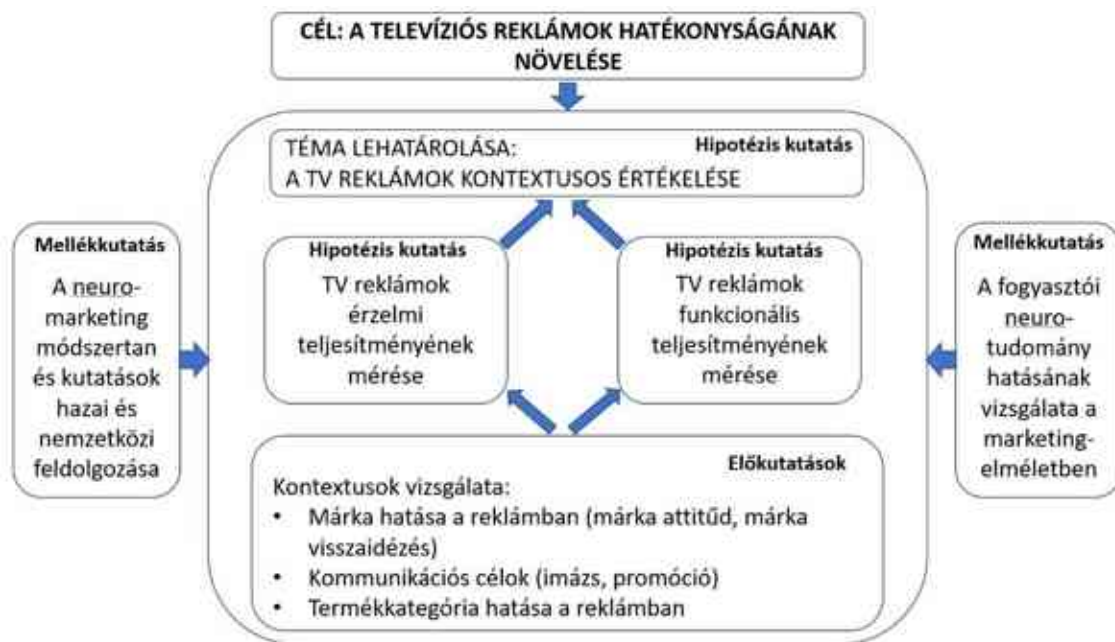 CÉL: A TELEVÍZIÓS REKLÁMOK HATÉKONYSÁGÁNAK
NÖVELÉSE
Hipotézis kutatás
TÉMA LEHATÁROLÁSA:
A TV REKLÁMOK KONTEXTUSOS ÉRTÉKELÉSE
Mellékkutatás
A neuro-
marketing
módszertan
és kutatások
hazai és
nemzetközi
feldolgozása
Hipotézis kutatás
TV reklámok
érzelmi
teljesítményének
mérése
Hipotézis kutatás
TV reklámok
funkcionális
teljesítményének
mérése
Mellékkutatás
A fogyasztói
neuro-
tudomány
hatásának
vizsgálata a
marketing-
elméletben
Előkutatások
Kontextusok vizsgálata:
• Márka hatása a reklámban (márka attitűd, márka
visszaidézés)
• Kommunikációs célok (imázs, promóció)
• Termékkategória hatása a reklámban